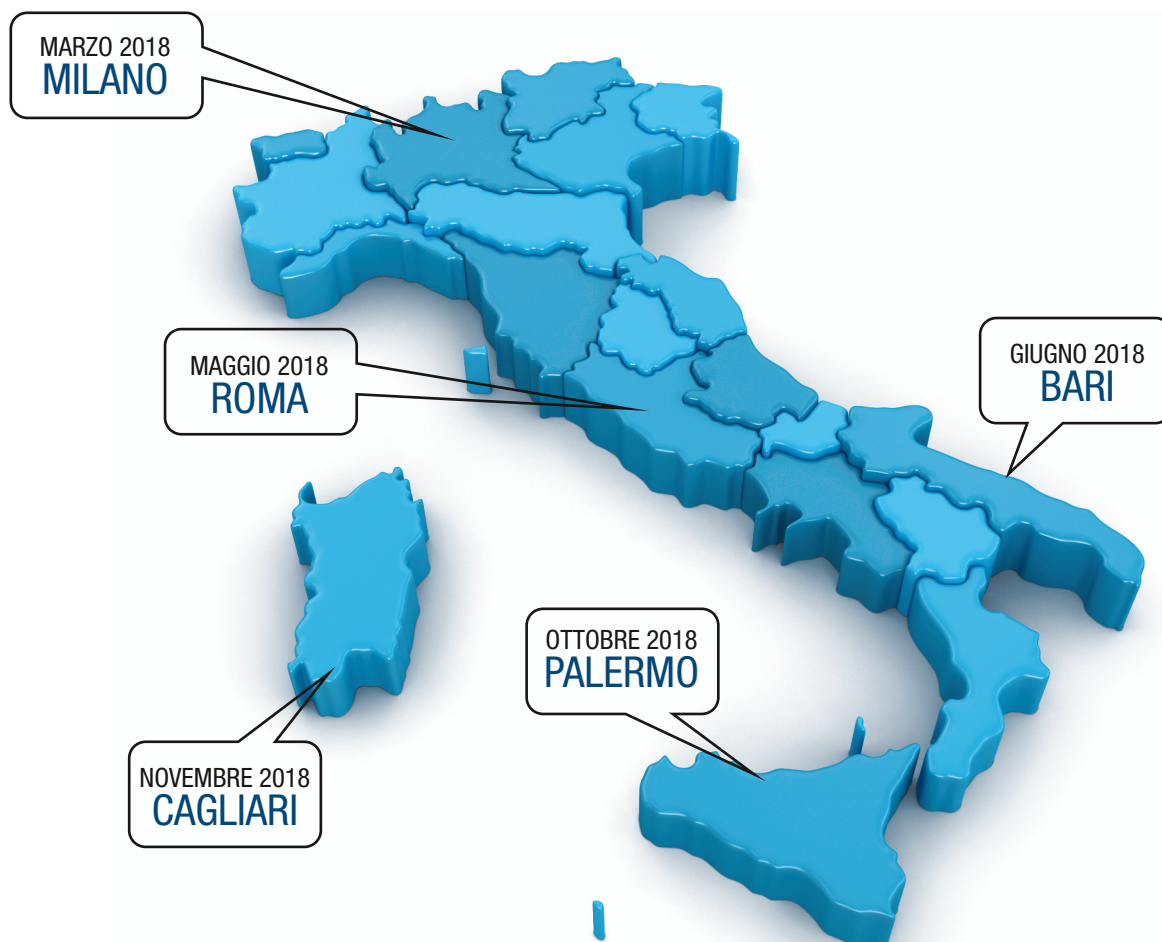 MARZO 2018
MILANO
MAGGIO 2018
ROMA
GIUGNO 2018
BARI
OTTOBRE 2018
PALERMO
NOVEMBRE 2018
CAGLIARI